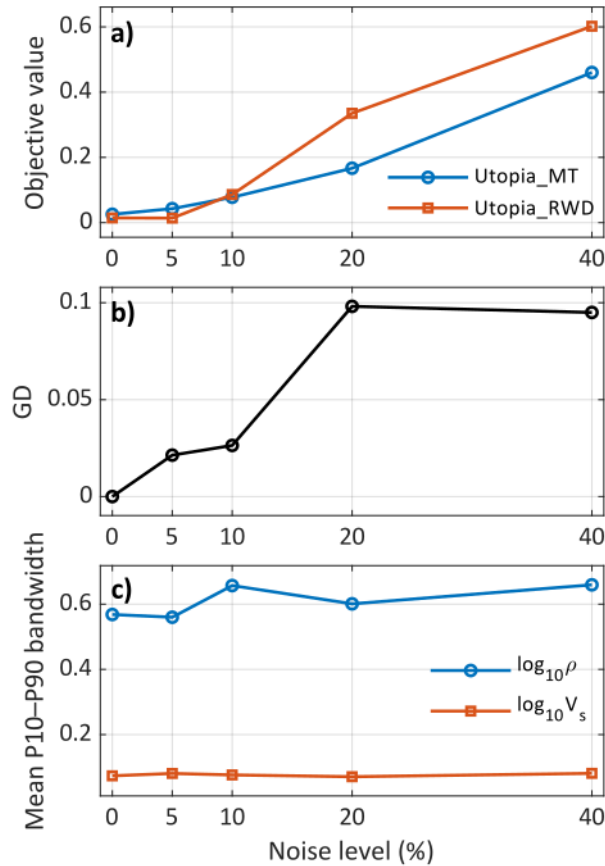 a)
Objective value
0.6
0.4
0.2
0
Utopia_MT
Utopia_RWD
0 5 10 20 40
b)
GD
0.1
0.05
0
0 5 10 20 40
c)
Mean P10–P90 bandwidth
0.6
0.4
0.2
log₁₀ρ
log₁₀Vₛ
0 5 10 20 40
Noise level (%)